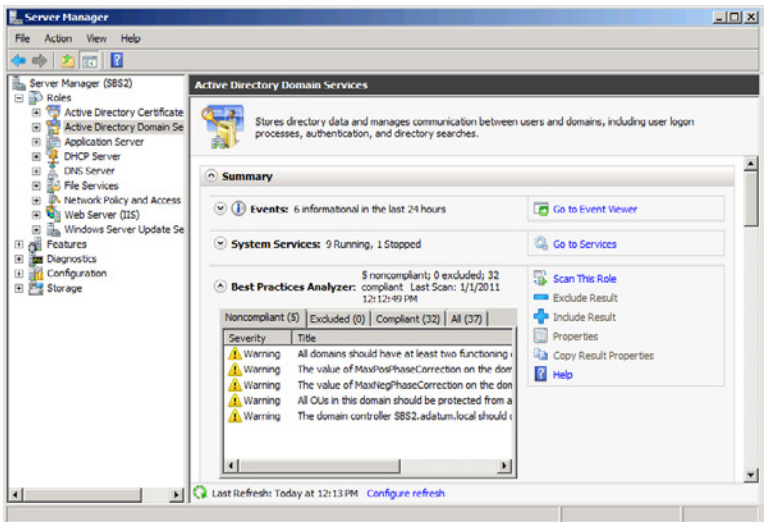 Server Manager
File Action View Help
Server Manager (SBS2)
Roles
Active Directory Certificate
Active Directory Domain Se
Application Server
DHCP Server
DNS Server
File Services
Network Policy and Access
Web Server (IIS)
Windows Server Update Se
Features
Diagnostics
Configuration
Storage
Active Directory Domain Services
Stores directory data and manages communication between users and domains, including user logon
processes, authentication, and directory searches.
Summary
Events: 6 informational in the last 24 hours
Go to Event Viewer
System Services: 9 Running, 1 Stopped
Go to Services
Best Practices Analyzer:
5 noncompliant; 0 excluded; 32
compliant Last Scan: 1/1/2011
12:12:49 PM
Noncompliant (5) Excluded (0) Compliant (32) All (37)
Severity Title
Warning All domains should have at least two functioning
Warning The value of MaxPosPhaseCorrection on the dom
Warning The value of MaxNegPhaseCorrection on the dom
Warning All OUs in this domain should be protected from a
Warning The domain controller SBS2.adatum.local should
Scan This Role
Exclude Result
Include Result
Properties
Copy Result Properties
Help
Last Refresh: Today at 12:13 PM Configure refresh